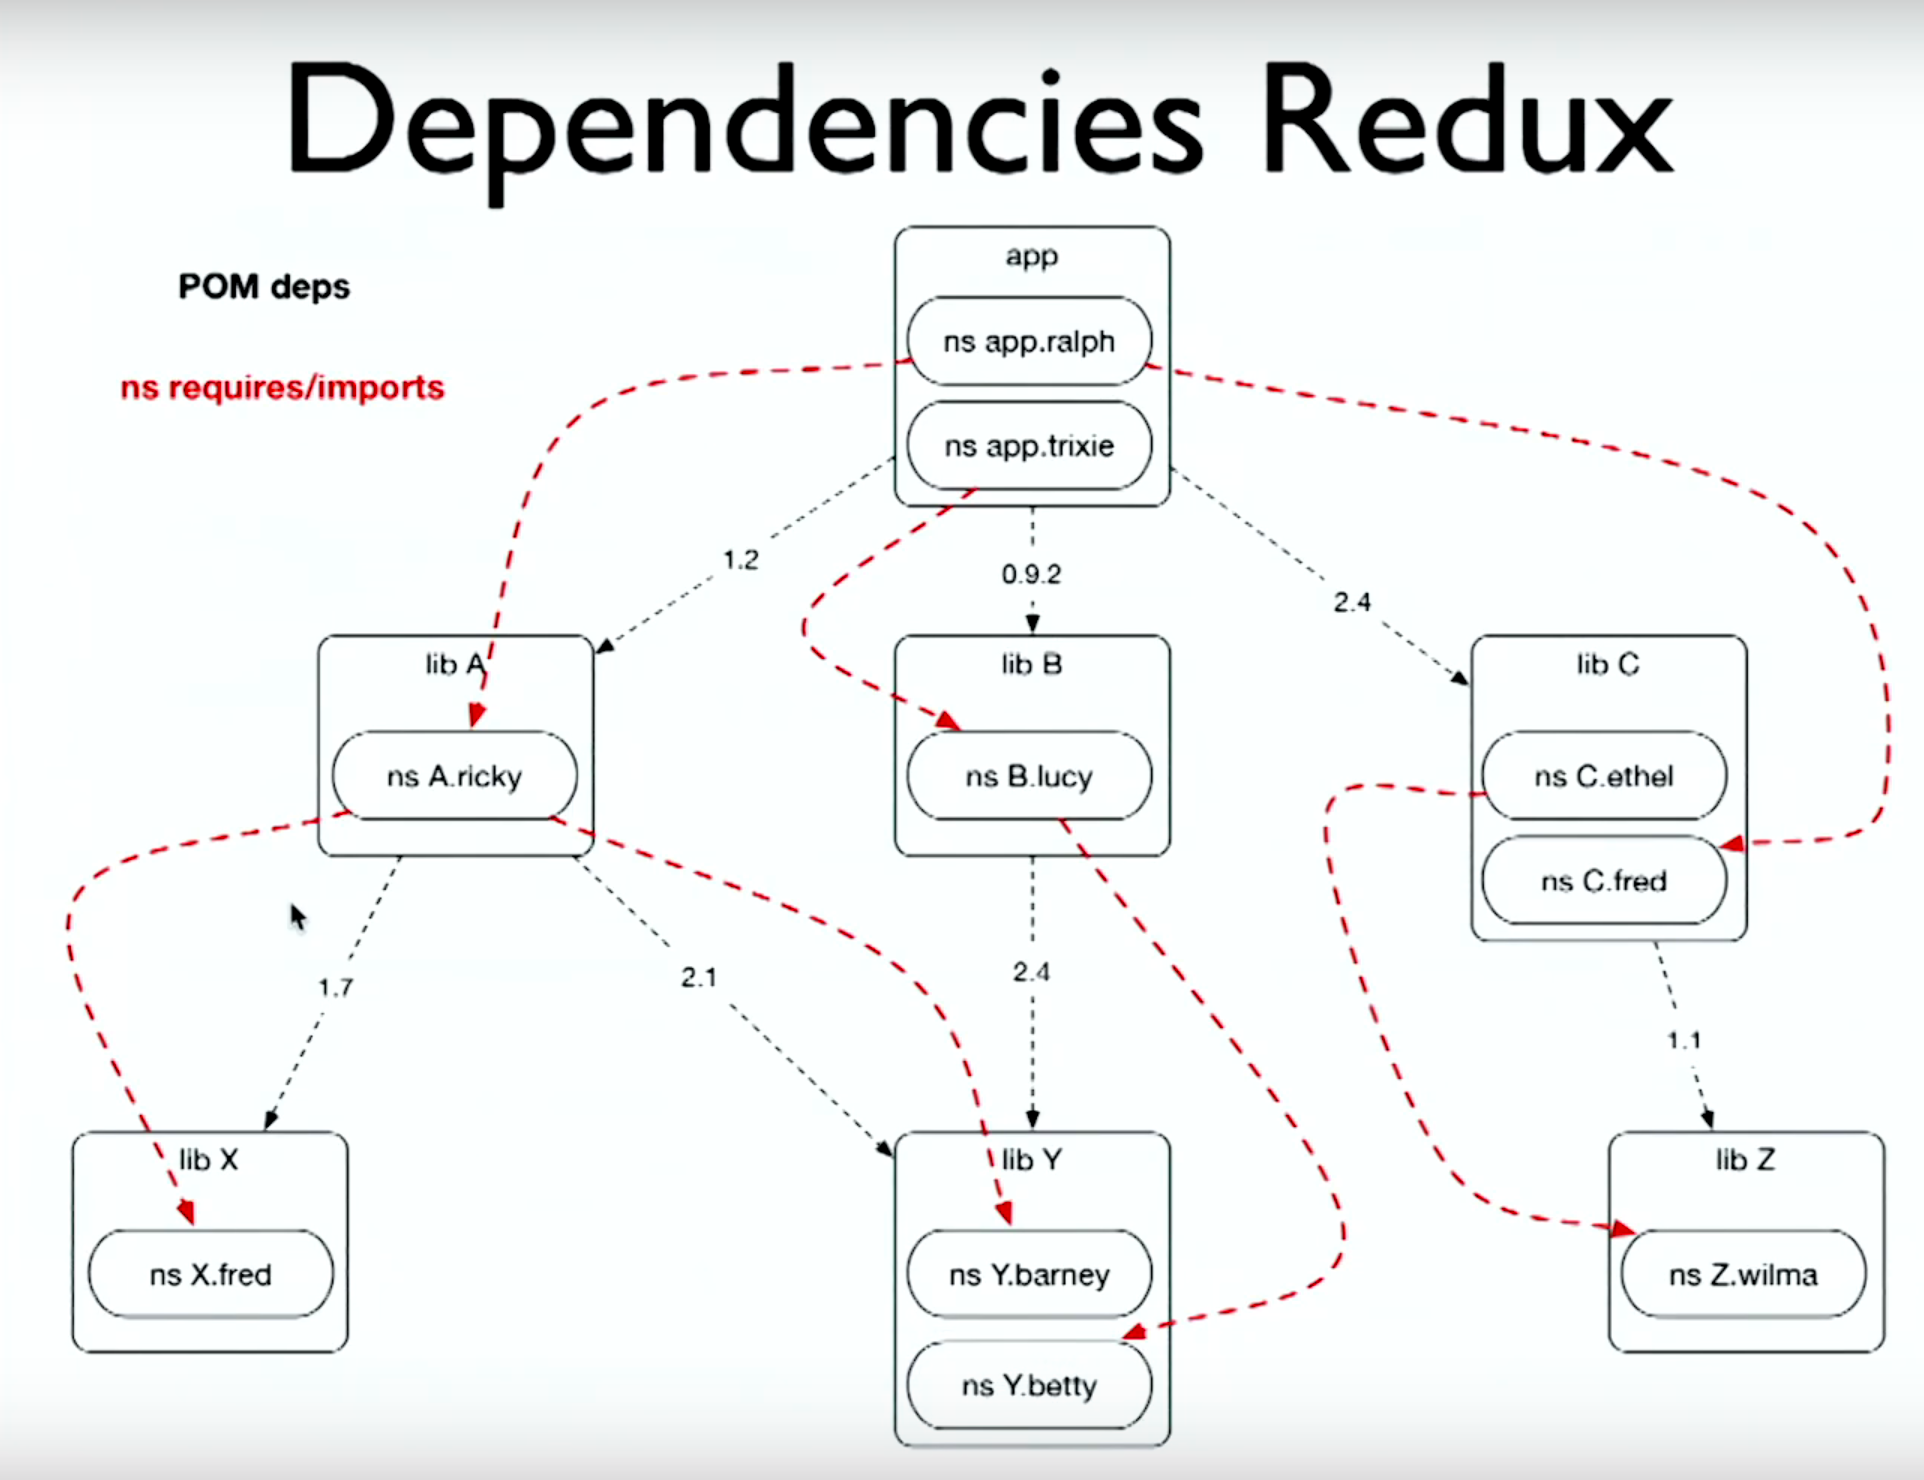 Dependencies Redux
POM deps
ns requires/imports
app
ns app.ralph
ns app.trixie
1.2
0.9.2
2.4
lib A
ns A.ricky
lib B
ns B.lucy
lib C
ns C.ethel
ns C.fred
1.7
2.1
2.4
1.1
lib X
ns X.fred
lib Y
ns Y.barney
ns Y.betty
lib Z
ns Z.wilma